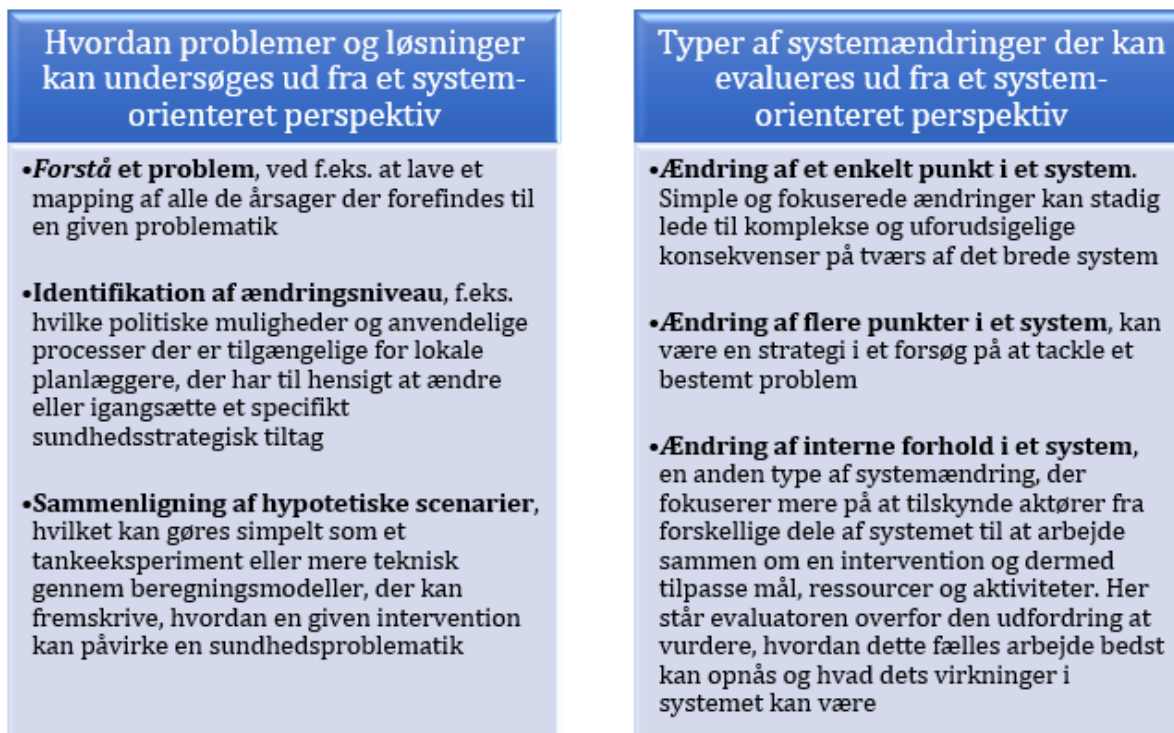 Hvordan problemer og løsninger
kan undersøges ud fra et system-
orienteret perspektiv
•Forstå et problem, ved f.eks. at lave et
mapping af alle de årsager der forefindes til
en given problematik
•Identifikation af ændringsniveau, f.eks.
hvilke politiske muligheder og anvendelige
processer der er tilgængelige for lokale
planlæggere, der har til hensigt at ændre
eller igangsætte et specifikt
sundhedsstrategisk tiltag
•Sammenligning af hypotetiske scenarier,
hvilket kan gøres simpelt som et
tankeeksperiment eller mere teknisk
gennem beregningsmodeller, der kan
fremskrive, hvordan en given intervention
kan påvirke en sundhedsproblematik
Typer af systemændringer der kan
evalueres ud fra et system-
orienteret perspektiv
•Ændring af et enkelt punkt i et system.
Simple og fokuserede ændringer kan stadig
lede til komplekse og uforudsigelige
konsekvenser på tværs af det brede system
•Ændring af flere punkter i et system, kan
være en strategi i et forsøg på at tackle et
bestemt problem
•Ændring af interne forhold i et system,
en anden type af systemændring, der
fokuserer mere på at tilskynde aktører fra
forskellige dele af systemet til at arbejde
sammen om en intervention og dermed
tilpasse mål, ressourcer og aktiviteter. Her
står evaluatoren overfor den udfordring at
vurdere, hvordan dette fælles arbejde bedst
kan opnås og hvad dets virkninger i
systemet kan være